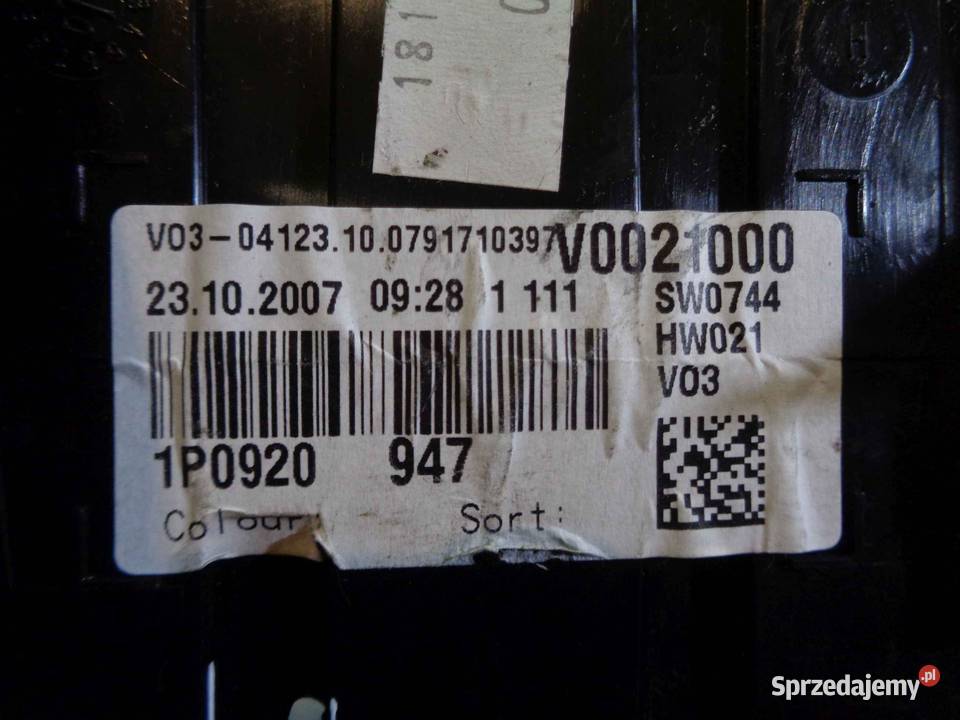 181
H
V03-04123.10.0791710397 V0021000
23.10.2007 09:28 1 111 SW0744
HW021
V03
1P0920 947
Colour: Sort:
Sprzedajemy.pl